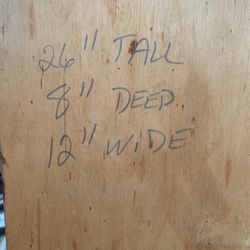 26" TALL
8" DEEP
12" WIDE